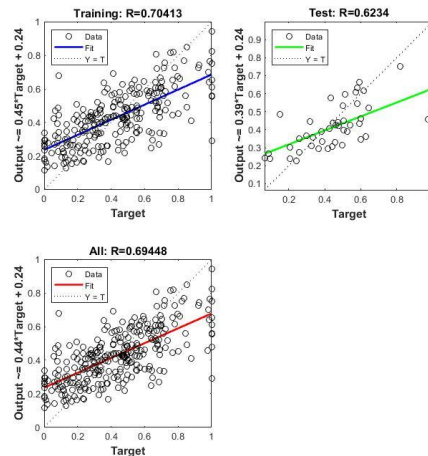 Training: R=0.70413
Output ~= 0.45*Target + 0.24
1
0.8
0.6
0.4
0.2
0
Data
Fit
Y = T
0 0.2 0.4 0.6 0.8 1
Target
Test: R=0.6234
Output ~= 0.39*Target + 0.24
0.9
0.8
0.7
0.6
0.5
0.4
0.3
0.2
0.1
Data
Fit
Y = T
0.2 0.4 0.6 0.8
Target
All: R=0.69448
Output ~= 0.44*Target + 0.24
1
0.8
0.6
0.4
0.2
0
Data
Fit
Y = T
0 0.2 0.4 0.6 0.8 1
Target